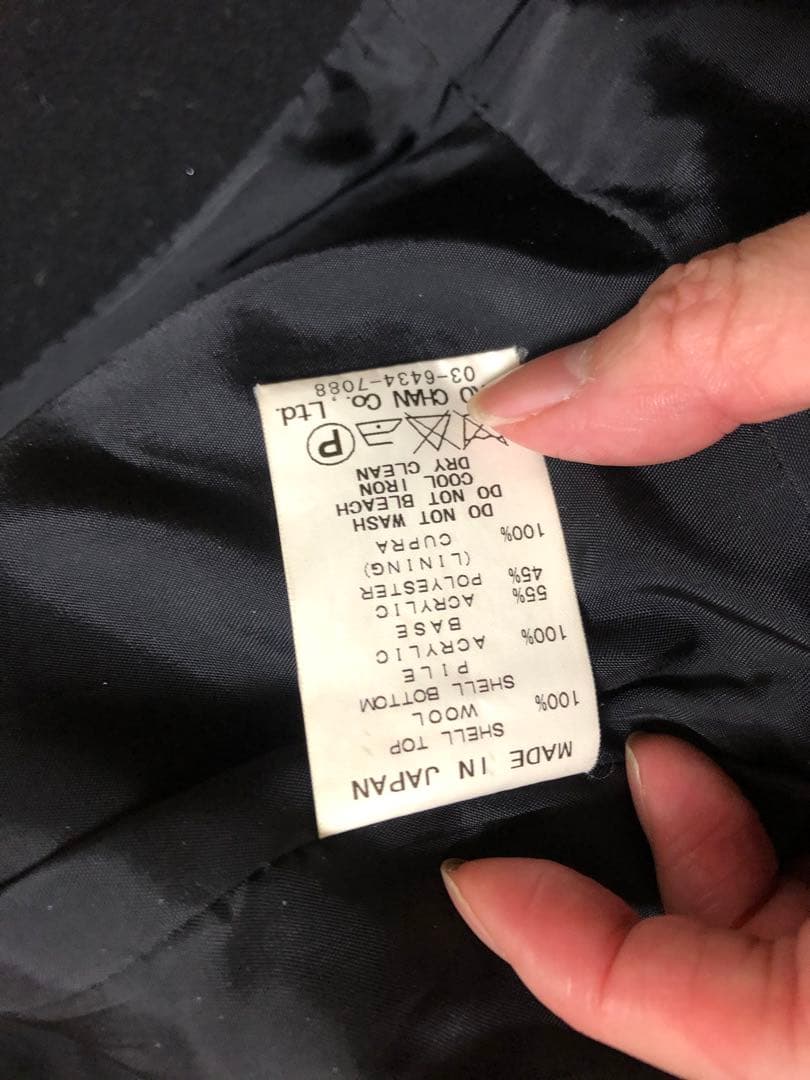 MADE IN JAPAN
SHELL TOP
100% WOOL
SHELL BOTTOM
PILE
100% ACRYLIC
BASE
55% ACRYLIC
45% POLYESTER
(LINING)
100% CUPRA
DO NOT WASH
DO NOT BLEACH
COOL IRON
DRY CLEAN
P
CHAN Co., Ltd.
03-6434-7088